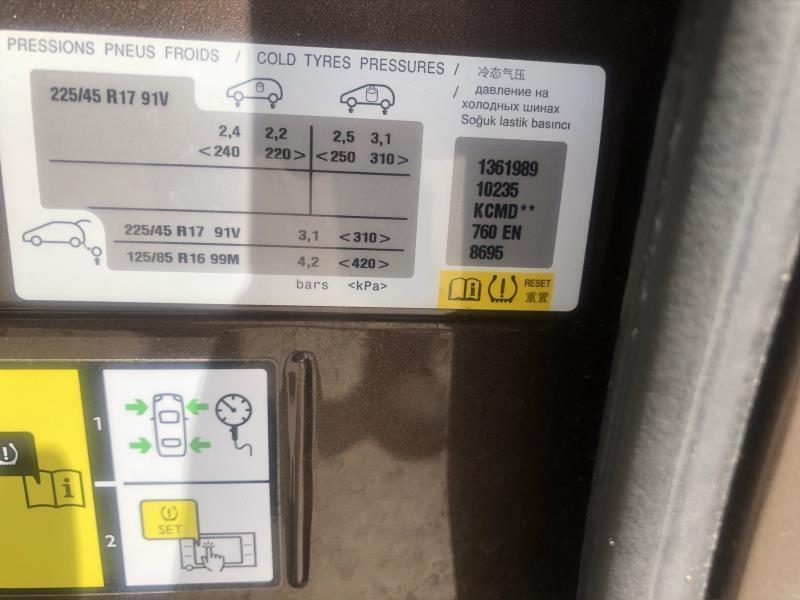 PRESSIONS PNEUS FROIDS / COLD TYRES PRESSURES / 冷态气压
/ давление на
холодных шинах
Soğuk lastik basıncı
225/45 R17 91V
2,4 2,2 2,5 3,1
<240 220> <250 310>
225/45 R17 91V 3,1 <310>
125/85 R16 99M 4,2 <420>
bars <kPa>
1361989
10235
KCMD**
760 EN
8695
RESET
重置
1
2
SET